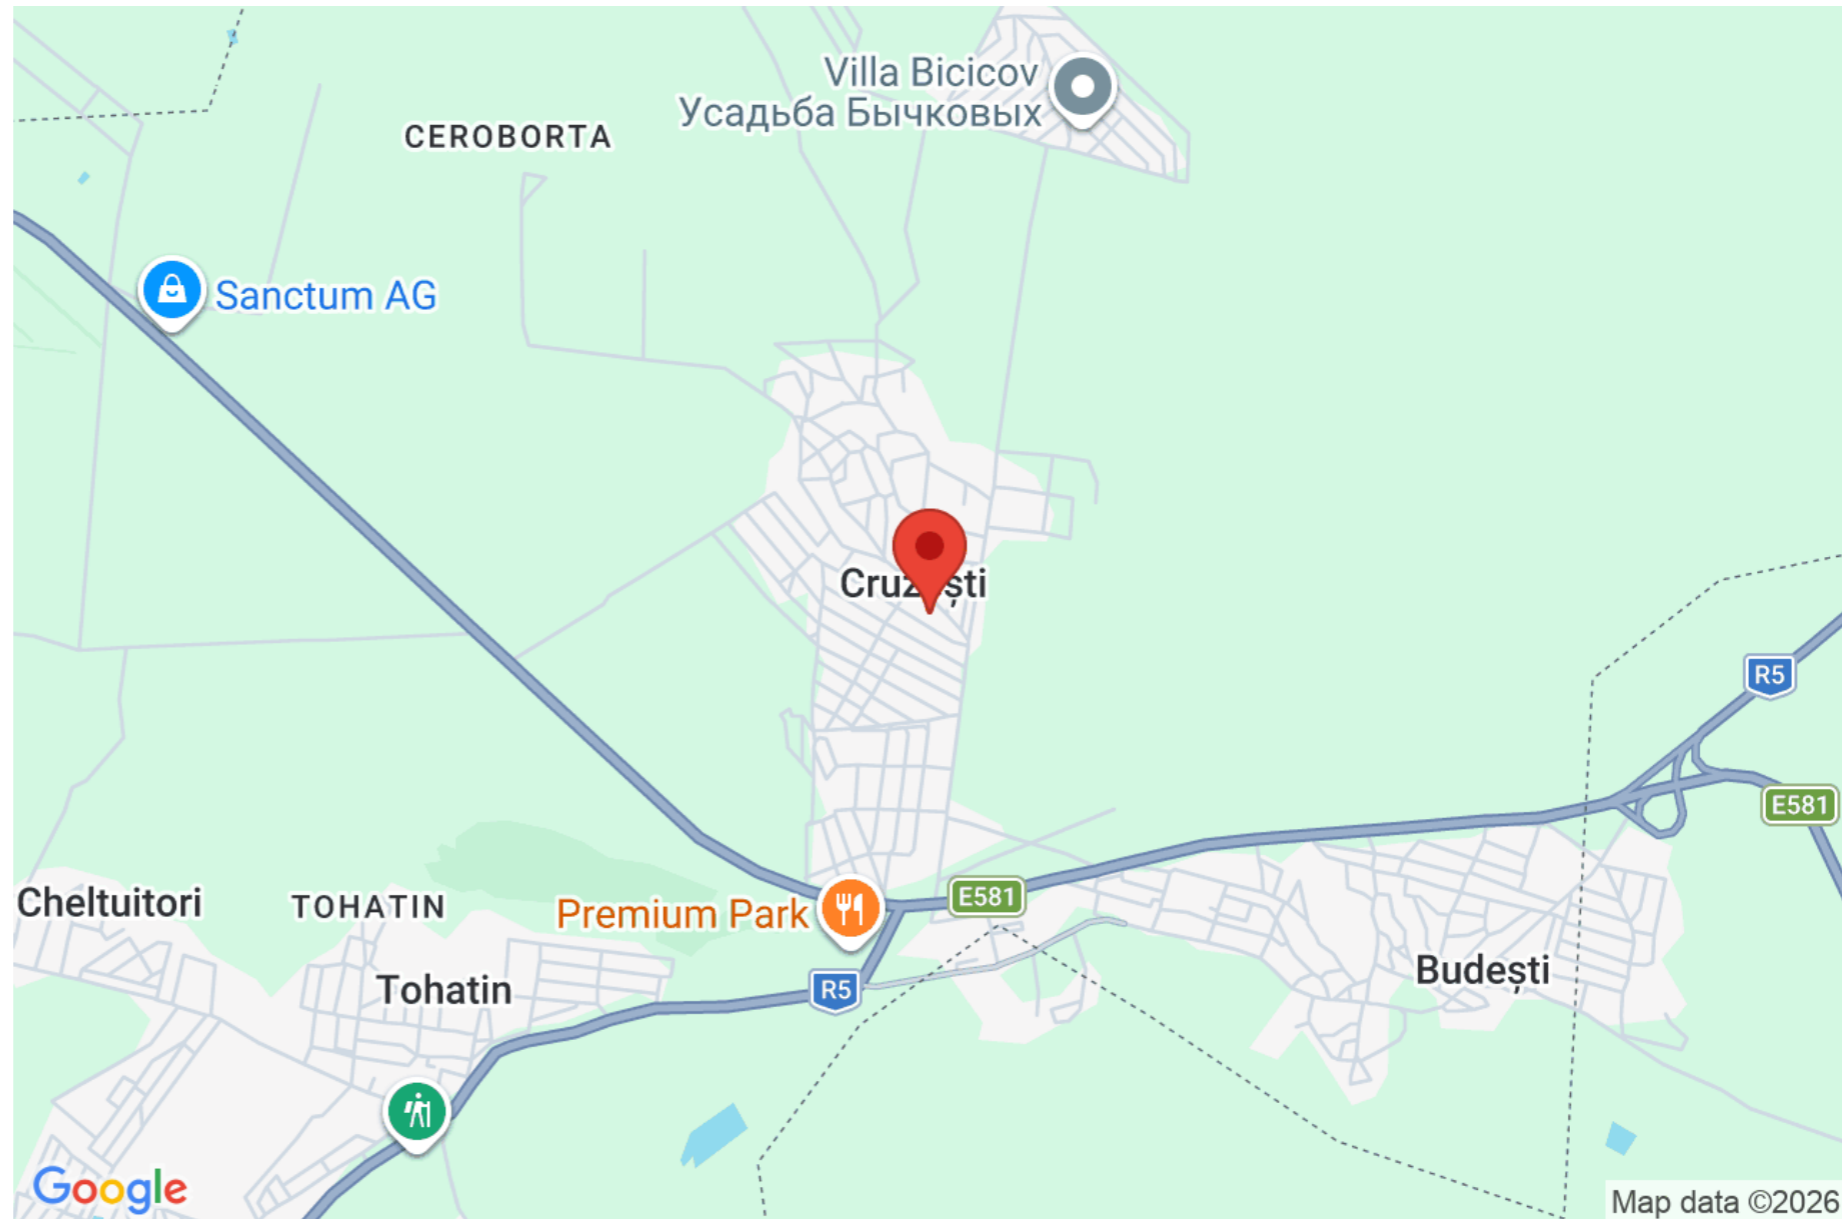 Villa Bicicov
Усадьба Бычковых
CEROBORTA
Sanctum AG
Cruzești
R5
E581
Cheltuitori
TOHATIN
Premium Park
E581
Budești
Tohatin
R5
Google
Map data ©2026